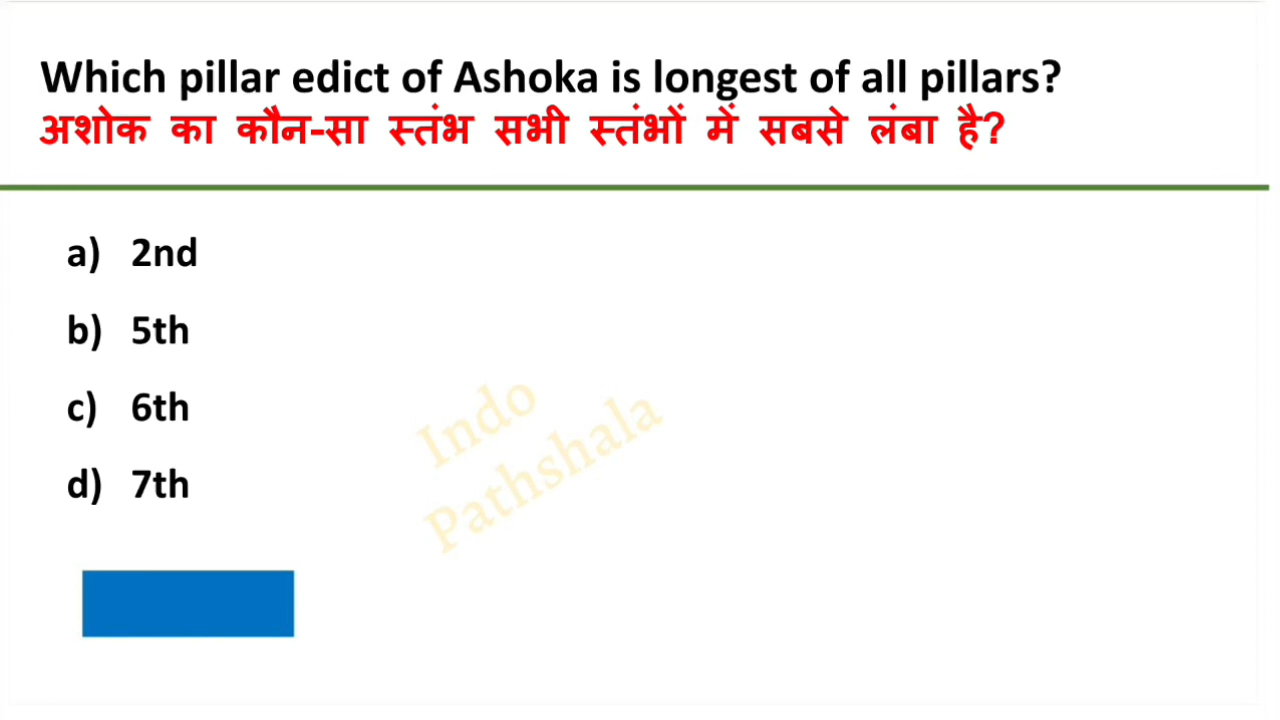 Which pillar edict of Ashoka is longest of all pillars?
अशोक का कौन-सा स्तंभ सभी स्तंभों में सबसे लंबा है?
a) 2nd
b) 5th
c) 6th
d) 7th
Indo
Pathshala